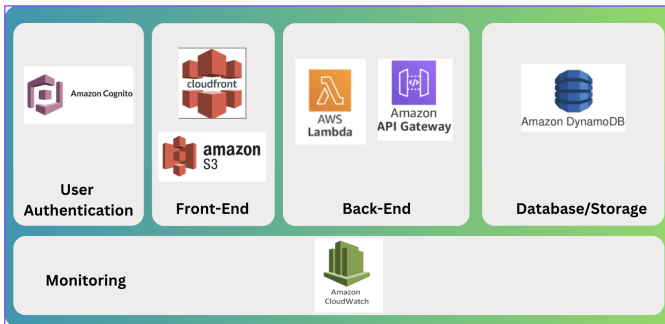 Amazon Cognito
User
Authentication
cloudfront
amazon
S3
Front-End
AWS
Lambda
Amazon
API Gateway
Back-End
Amazon DynamoDB
Database/Storage
Monitoring
Amazon
CloudWatch